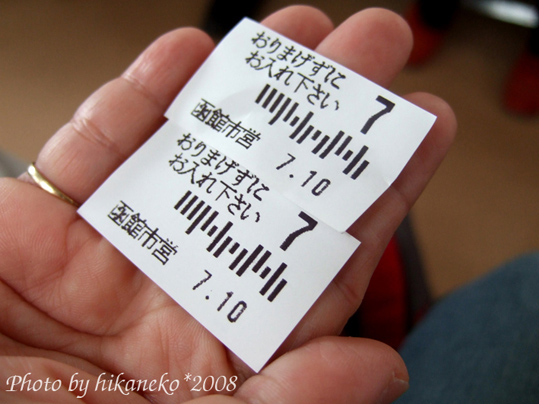 おりまげずに
お入れ下さい
7
函館市営
7.10
おりまげずに
お入れ下さい
7
函館市営
7.10
Photo by hikaneko*2008